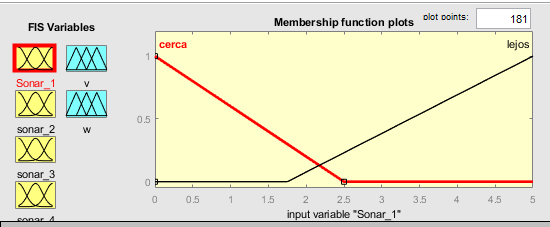 FIS Variables
Membership function plots
plot points:
181
cerca
lejos
1
0.5
0
Sonar_1
v
sonar_2
w
sonar_3
sonar_4
0
0.5
1
1.5
2
2.5
3
3.5
4
4.5
5
input variable "Sonar_1"